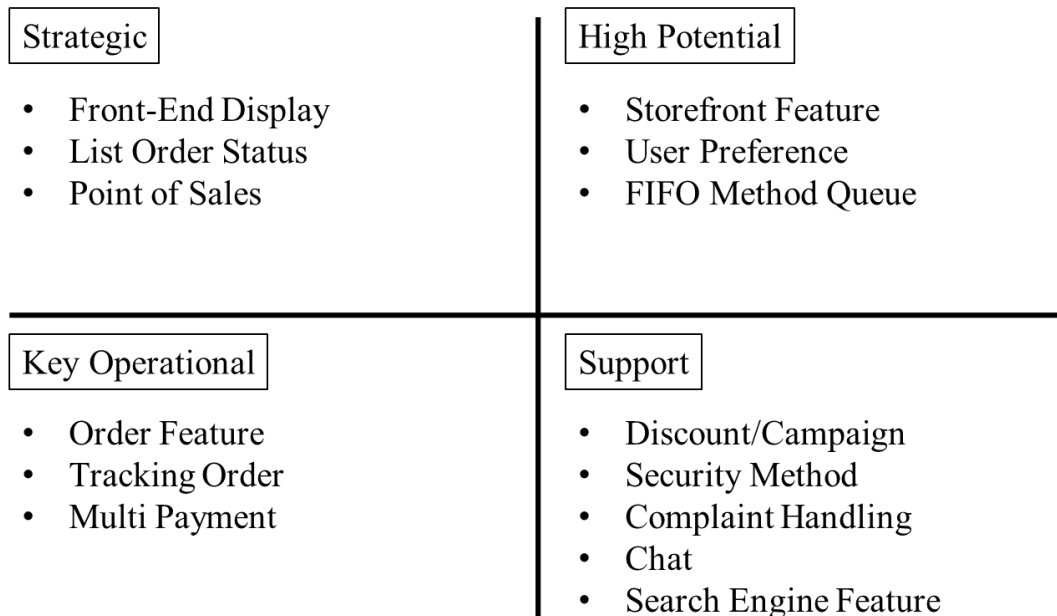 Strategic
• Front-End Display
• List Order Status
• Point of Sales
High Potential
• Storefront Feature
• User Preference
• FIFO Method Queue
Key Operational
• Order Feature
• Tracking Order
• Multi Payment
Support
• Discount/Campaign
• Security Method
• Complaint Handling
• Chat
• Search Engine Feature